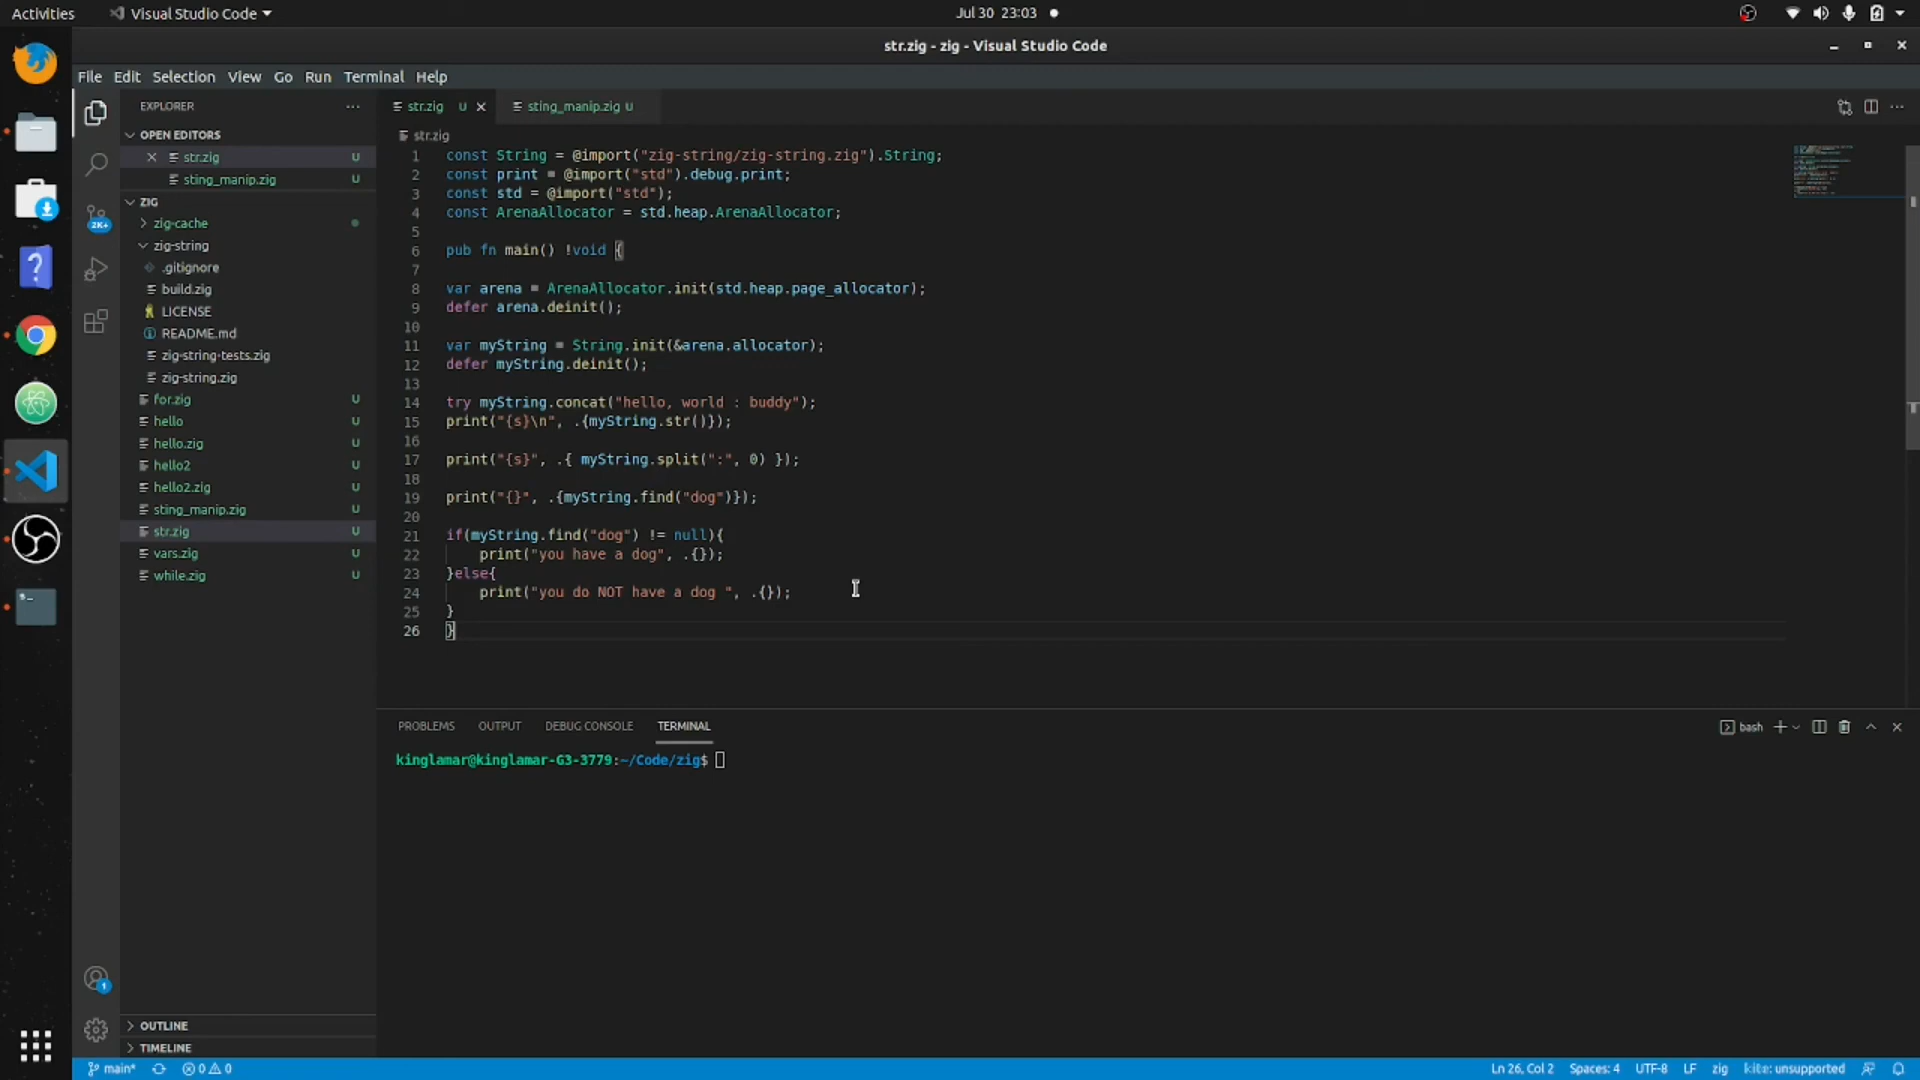 Activities
Visual Studio Code
Jul 30 23:03
str.zig - zig - Visual Studio Code
File Edit Selection View Go Run Terminal Help
EXPLORER
OPEN EDITORS
str.zig U
sting_manip.zig U
ZIG
zig-cache
zig-string
.gitignore
build.zig
LICENSE
README.md
zig-string-tests.zig
zig-string.zig
for.zig U
hello U
hello.zig U
hello2 U
hello2.zig U
sting_manip.zig U
str.zig U
vars.zig U
while.zig U
OUTLINE
TIMELINE
2K+
1
str.zig U
sting_manip.zig U
str.zig
1 const String = @import("zig-string/zig-string.zig").String;
2 const print = @import("std").debug.print;
3 const std = @import("std");
4 const ArenaAllocator = std.heap.ArenaAllocator;
5
6 pub fn main() !void {
7
8 var arena = ArenaAllocator.init(std.heap.page_allocator);
9 defer arena.deinit();
10
11 var myString = String.init(&arena.allocator);
12 defer myString.deinit();
13
14 try myString.concat("hello, world : buddy");
15 print("{s}\n", .{myString.str()});
16
17 print("{s}", .{ myString.split(":", 0) });
18
19 print("{}", .{myString.find("dog")});
20
21 if(myString.find("dog") != null){
22 print("you have a dog", .{});
23 }else{
24 print("you do NOT have a dog ", .{});
25 }
26 }
PROBLEMS OUTPUT DEBUG CONSOLE TERMINAL
bash
kinglamar@kinglamar-G3-3779:~/Code/zig$
main* 0 0
Ln 26, Col 2 Spaces: 4 UTF-8 LF zig kite: unsupported